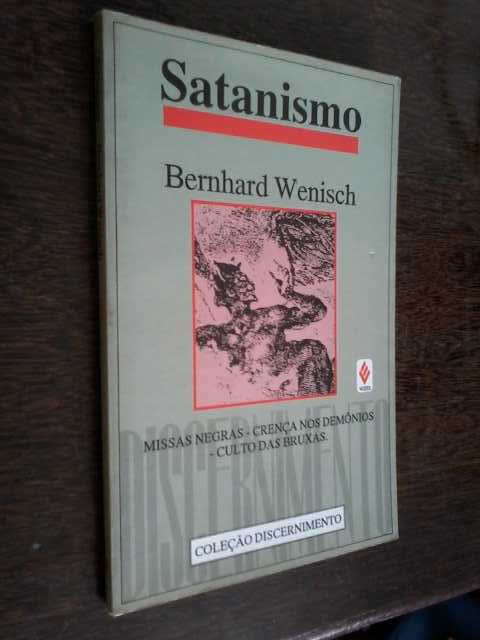 Satanismo
Bernhard Wenisch
MISSAS NEGRAS - CRENÇA NOS DEMÔNIOS
- CULTO DAS BRUXAS.
DISCERNIMENTO
COLEÇÃO DISCERNIMENTO